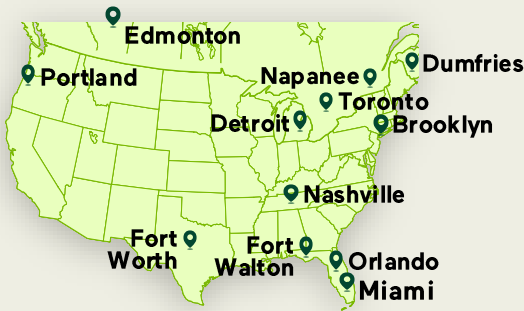 Edmonton
Dumfries
Portland
Napanee
Toronto
Detroit
Brooklyn
Nashville
Fort
Worth
Fort
Walton
Orlando
Miami